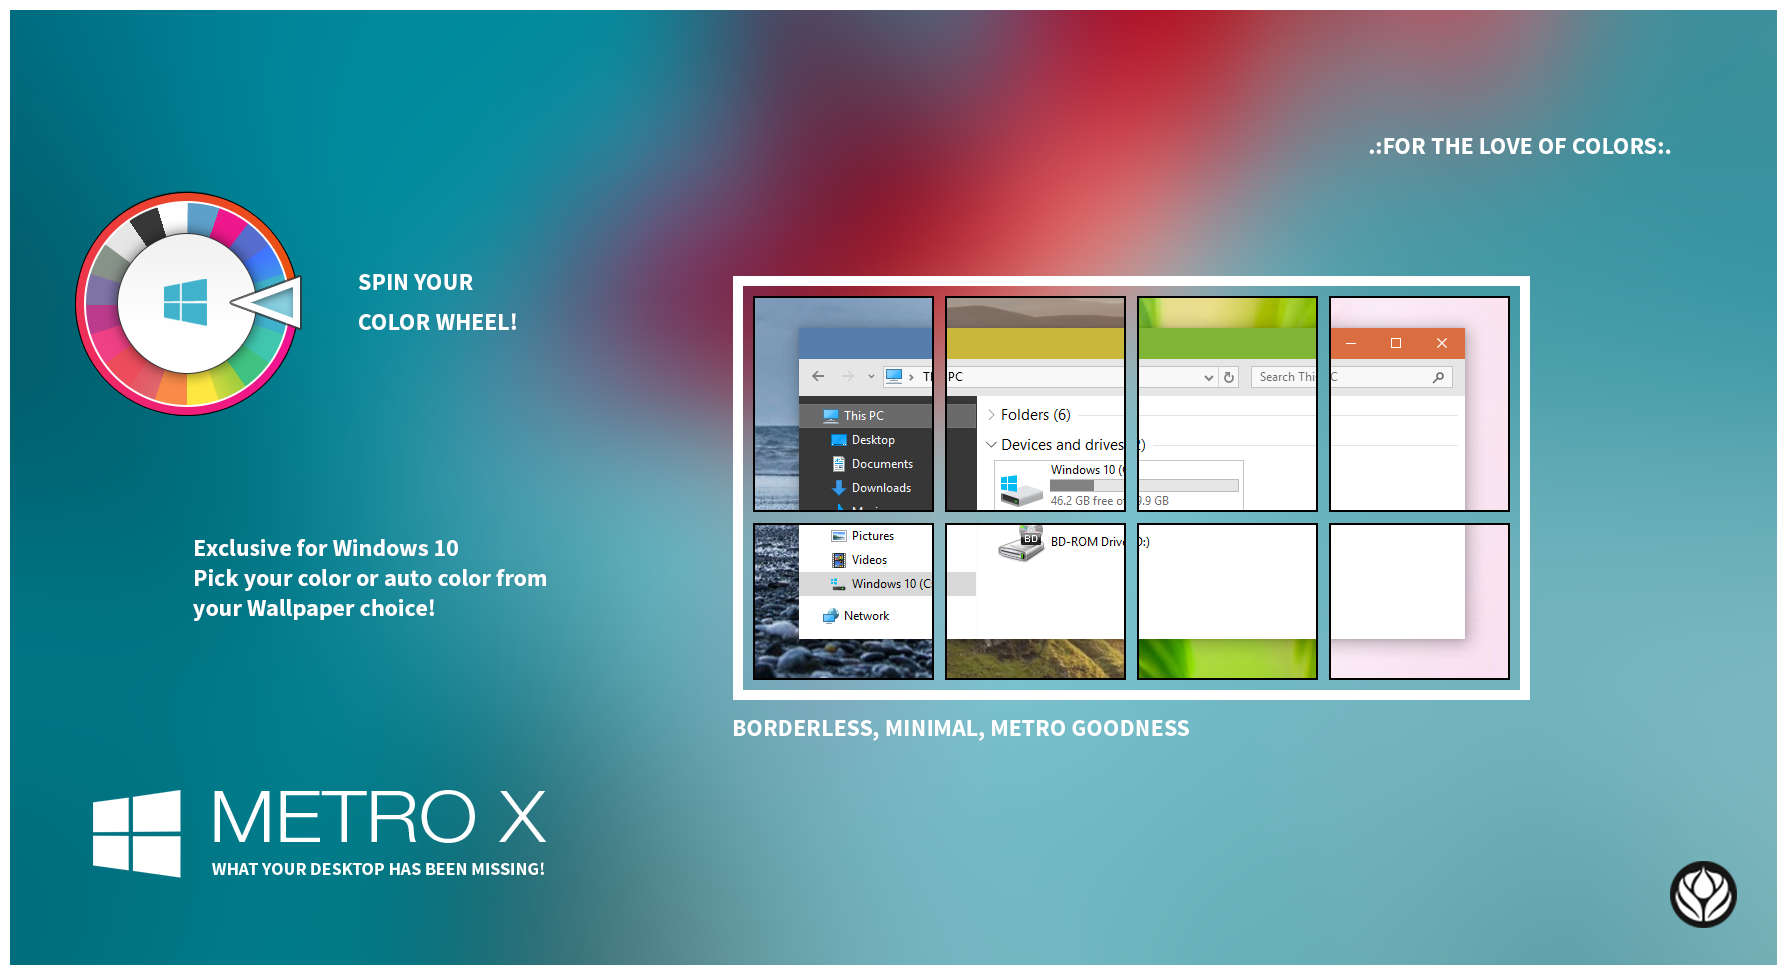 .:FOR THE LOVE OF COLORS:.
SPIN YOUR
COLOR WHEEL!
Exclusive for Windows 10
Pick your color or auto color from
your Wallpaper choice!
METRO X
WHAT YOUR DESKTOP HAS BEEN MISSING!
PC
Search Thi C
This PC
Desktop
Documents
Downloads
Pictures
Videos
Windows 10 (C
Network
Folders (6)
Devices and drives 2)
Windows 10 (
46.2 GB free o 9.9 GB
BD-ROM Driv D:)
BD
BORDERLESS, MINIMAL, METRO GOODNESS